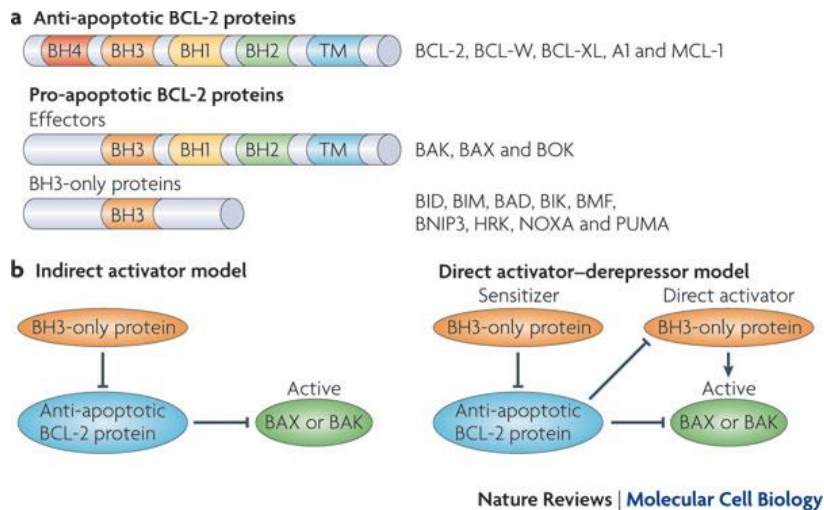 a Anti-apoptotic BCL-2 proteins
BH4 BH3 BH1 BH2 TM
BCL-2, BCL-W, BCL-XL, A1 and MCL-1
Pro-apoptotic BCL-2 proteins
Effectors
BH3 BH1 BH2 TM
BAK, BAX and BOK
BH3-only proteins
BH3
BID, BIM, BAD, BIK, BMF,
BNIP3, HRK, NOXA and PUMA
b Indirect activator model
BH3-only protein
Anti-apoptotic
BCL-2 protein
Active
BAX or BAK
Direct activator–derepressor model
Sensitizer
BH3-only protein
Direct activator
BH3-only protein
Anti-apoptotic
BCL-2 protein
Active
BAX or BAK
Nature Reviews | Molecular Cell Biology